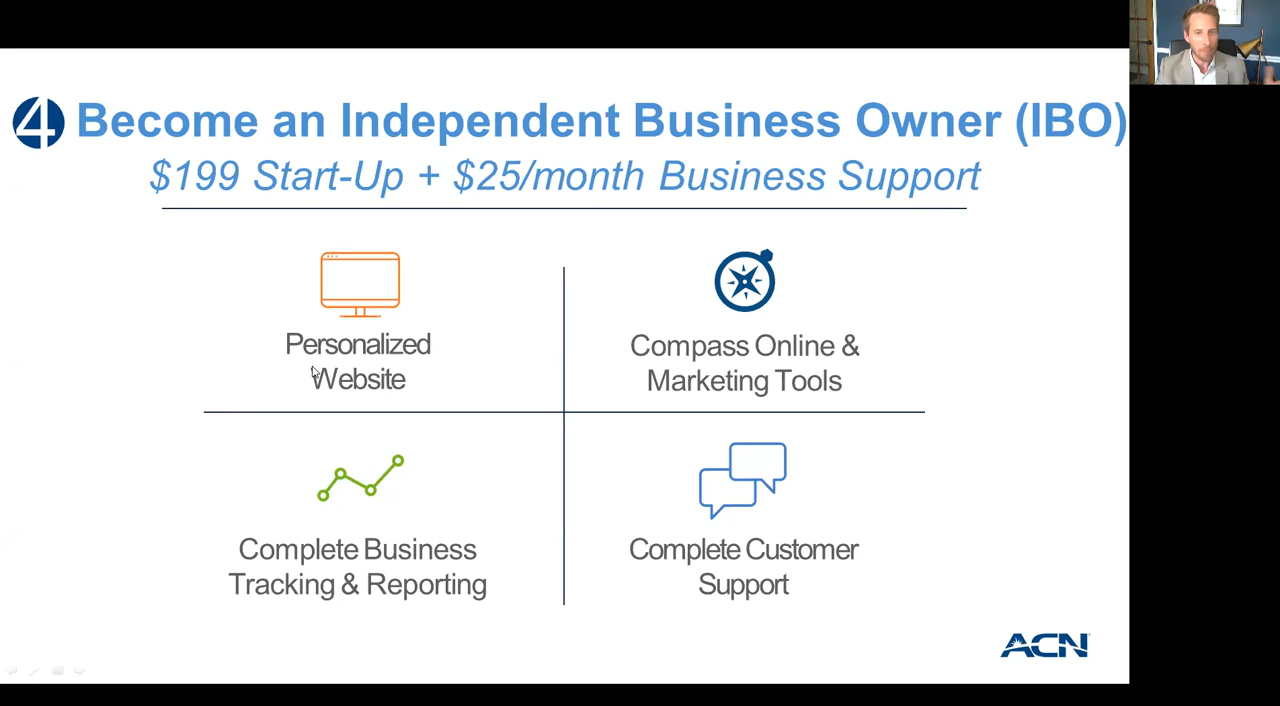 4 Become an Independent Business Owner (IBO)
$199 Start-Up + $25/month Business Support
Personalized
Website
Compass Online &
Marketing Tools
Complete Business
Tracking & Reporting
Complete Customer
Support
ACN